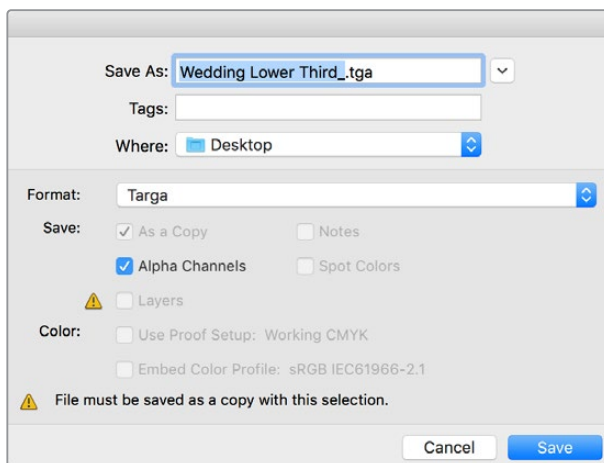 Save As: Wedding Lower Third_.tga
Tags:
Where: Desktop
Format: Targa
Save: As a Copy Notes
Alpha Channels Spot Colors
Layers
Color: Use Proof Setup: Working CMYK
Embed Color Profile: sRGB IEC61966-2.1
File must be saved as a copy with this selection.
Cancel Save